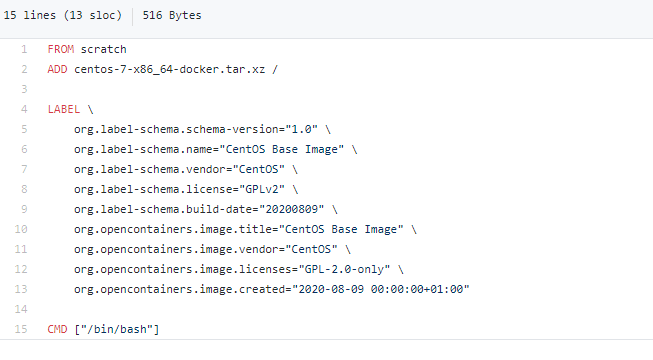 15 lines (13 sloc) 516 Bytes
1 FROM scratch
2 ADD centos-7-x86_64-docker.tar.xz /
3
4 LABEL \
5 org.label-schema.schema-version="1.0" \
6 org.label-schema.name="CentOS Base Image" \
7 org.label-schema.vendor="CentOS" \
8 org.label-schema.license="GPLv2" \
9 org.label-schema.build-date="20200809" \
10 org.opencontainers.image.title="CentOS Base Image" \
11 org.opencontainers.image.vendor="CentOS" \
12 org.opencontainers.image.licenses="GPL-2.0-only" \
13 org.opencontainers.image.created="2020-08-09 00:00:00+01:00"
14
15 CMD ["/bin/bash"]